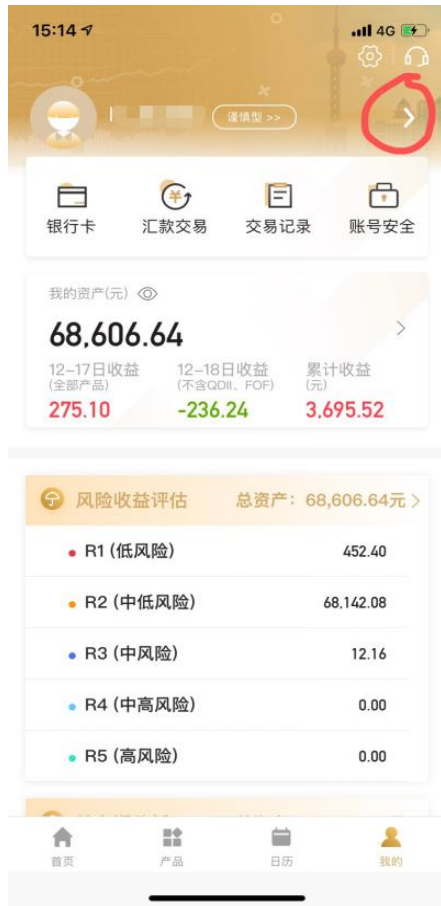 15:14
4G
谨慎型 >>
银行卡 汇款交易 交易记录 账号安全
我的资产(元)
68,606.64
12-17日收益 12-18日收益 累计收益
(全部产品) (不含QDII、FOF) (元)
275.10 -236.24 3,695.52
风险收益评估 总资产：68,606.64元
R1 (低风险) 452.40
R2 (中低风险) 68,142.08
R3 (中风险) 12.16
R4 (中高风险) 0.00
R5 (高风险) 0.00
首页 产品 日历 我的